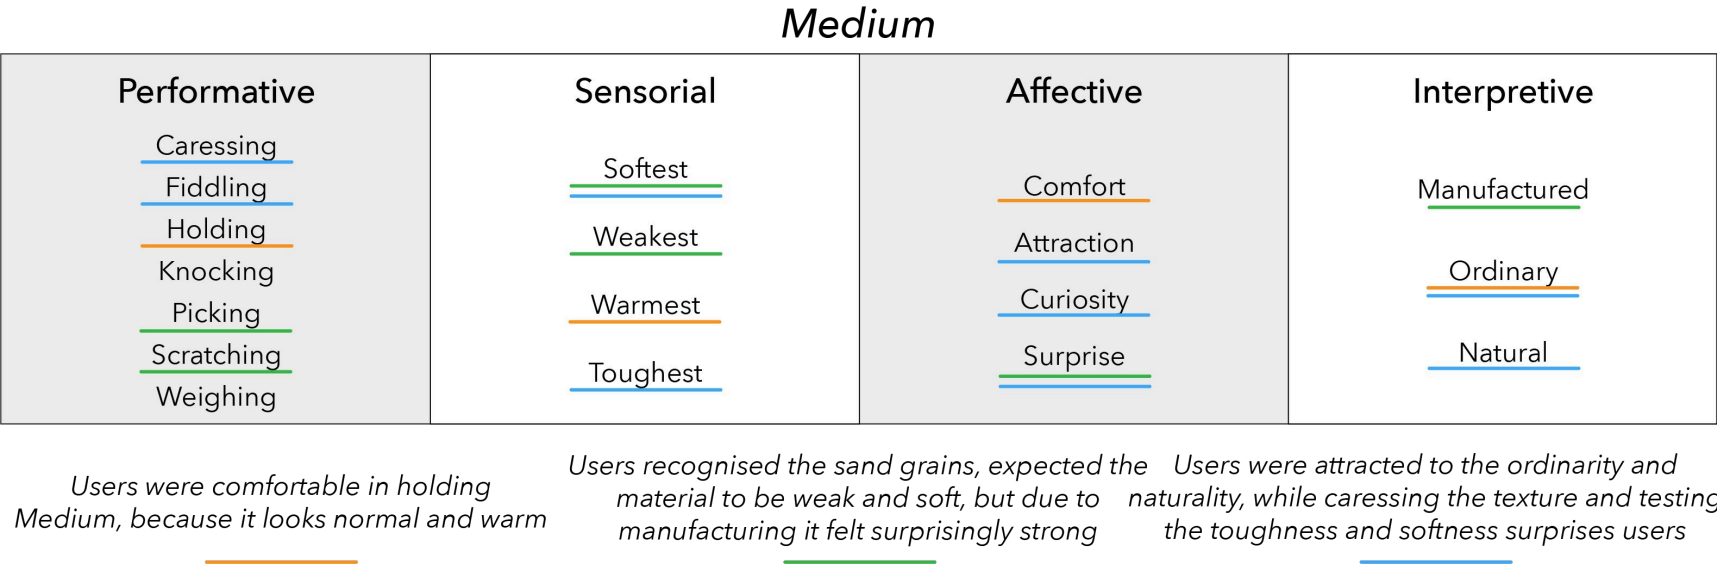 Medium
Performative
Caressing
Fiddling
Holding
Knocking
Picking
Scratching
Weighing
Sensorial
Softest
Weakest
Warmest
Toughest
Affective
Comfort
Attraction
Curiosity
Surprise
Interpretive
Manufactured
Ordinary
Natural
Users were comfortable in holding
Medium, because it looks normal and warm
Users recognised the sand grains, expected the
material to be weak and soft, but due to
manufacturing it felt surprisingly strong
Users were attracted to the ordinarity and
naturality, while caressing the texture and testing
the toughness and softness surprises users